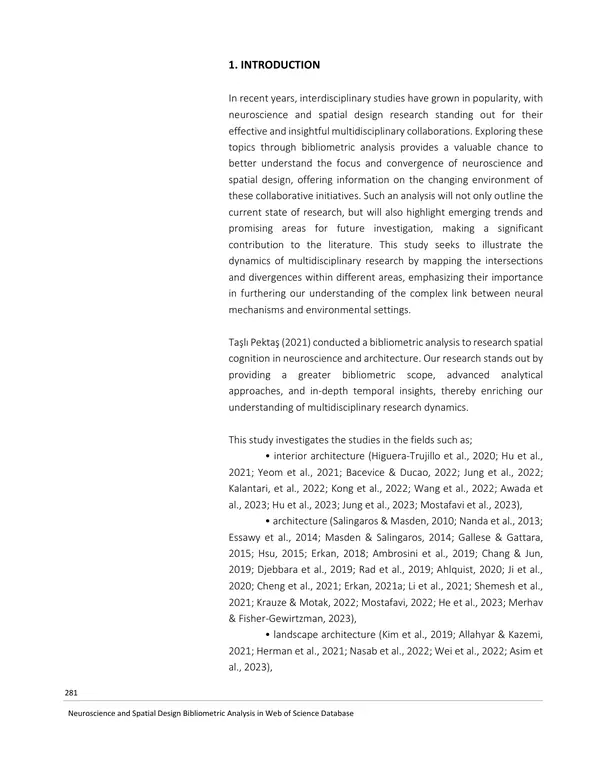 1. INTRODUCTION
In recent years, interdisciplinary studies have grown in popularity, with
neuroscience and spatial design research standing out for their
effective and insightful multidisciplinary collaborations. Exploring these
topics through bibliometric analysis provides a valuable chance to
better understand the focus and convergence of neuroscience and
spatial design, offering information on the changing environment of
these collaborative initiatives. Such an analysis will not only outline the
current state of research, but will also highlight emerging trends and
promising areas for future investigation, making a significant
contribution to the literature. This study seeks to illustrate the
dynamics of multidisciplinary research by mapping the intersections
and divergences within different areas, emphasizing their importance
in furthering our understanding of the complex link between neural
mechanisms and environmental settings.
Taşlı Pektaş (2021) conducted a bibliometric analysis to research spatial
cognition in neuroscience and architecture. Our research stands out by
providing a greater bibliometric scope, advanced analytical
approaches, and in-depth temporal insights, thereby enriching our
understanding of multidisciplinary research dynamics.
This study investigates the studies in the fields such as;
• interior architecture (Higuera-Trujillo et al., 2020; Hu et al.,
2021; Yeom et al., 2021; Bacevice & Ducao, 2022; Jung et al., 2022;
Kalantari, et al., 2022; Kong et al., 2022; Wang et al., 2022; Awada et
al., 2023; Hu et al., 2023; Jung et al., 2023; Mostafavi et al., 2023),
• architecture (Salingaros & Masden, 2010; Nanda et al., 2013;
Essawy et al., 2014; Masden & Salingaros, 2014; Gallese & Gattara,
2015; Hsu, 2015; Erkan, 2018; Ambrosini et al., 2019; Chang & Jun,
2019; Djebbara et al., 2019; Rad et al., 2019; Ahlquist, 2020; Ji et al.,
2020; Cheng et al., 2021; Erkan, 2021a; Li et al., 2021; Shemesh et al.,
2021; Krauze & Motak, 2022; Mostafavi, 2022; He et al., 2023; Merhav
& Fisher-Gewirtzman, 2023),
• landscape architecture (Kim et al., 2019; Allahyar & Kazemi,
2021; Herman et al., 2021; Nasab et al., 2022; Wei et al., 2022; Asim et
al., 2023),
281
Neuroscience and Spatial Design Bibliometric Analysis in Web of Science Database